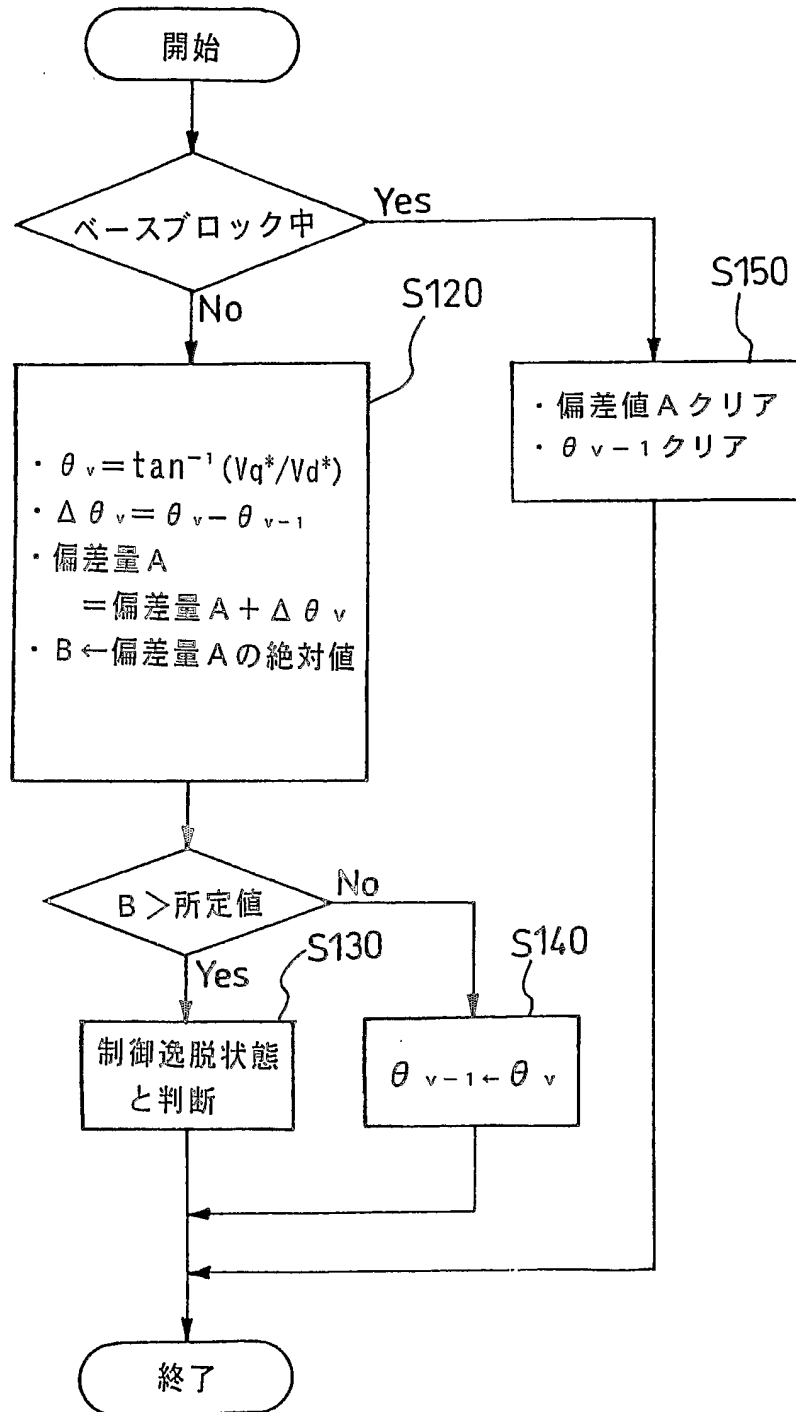 開始
ベースブロック中
Yes
No
S120
・θv＝tan⁻¹(Vq*/Vd*)
・Δθv＝θv－θv－1
・偏差量A
＝偏差量A＋Δθv
・B←偏差量Aの絶対値
S150
・偏差値Aクリア
・θv－1クリア
B＞所定値
No
Yes
S130
制御逸脱状態
と判断
S140
θv－1←θv
終了